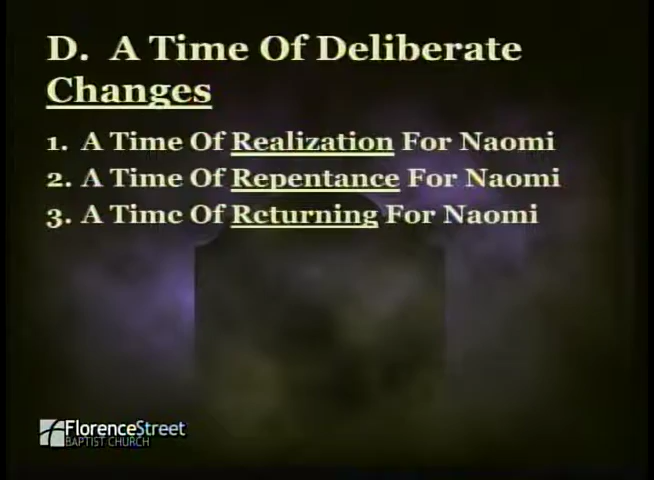 D. A Time Of Deliberate
Changes
1. A Time Of Realization For Naomi
2. A Time Of Repentance For Naomi
3. A Time Of Returning For Naomi
FlorenceStreet
BAPTIST CHURCH